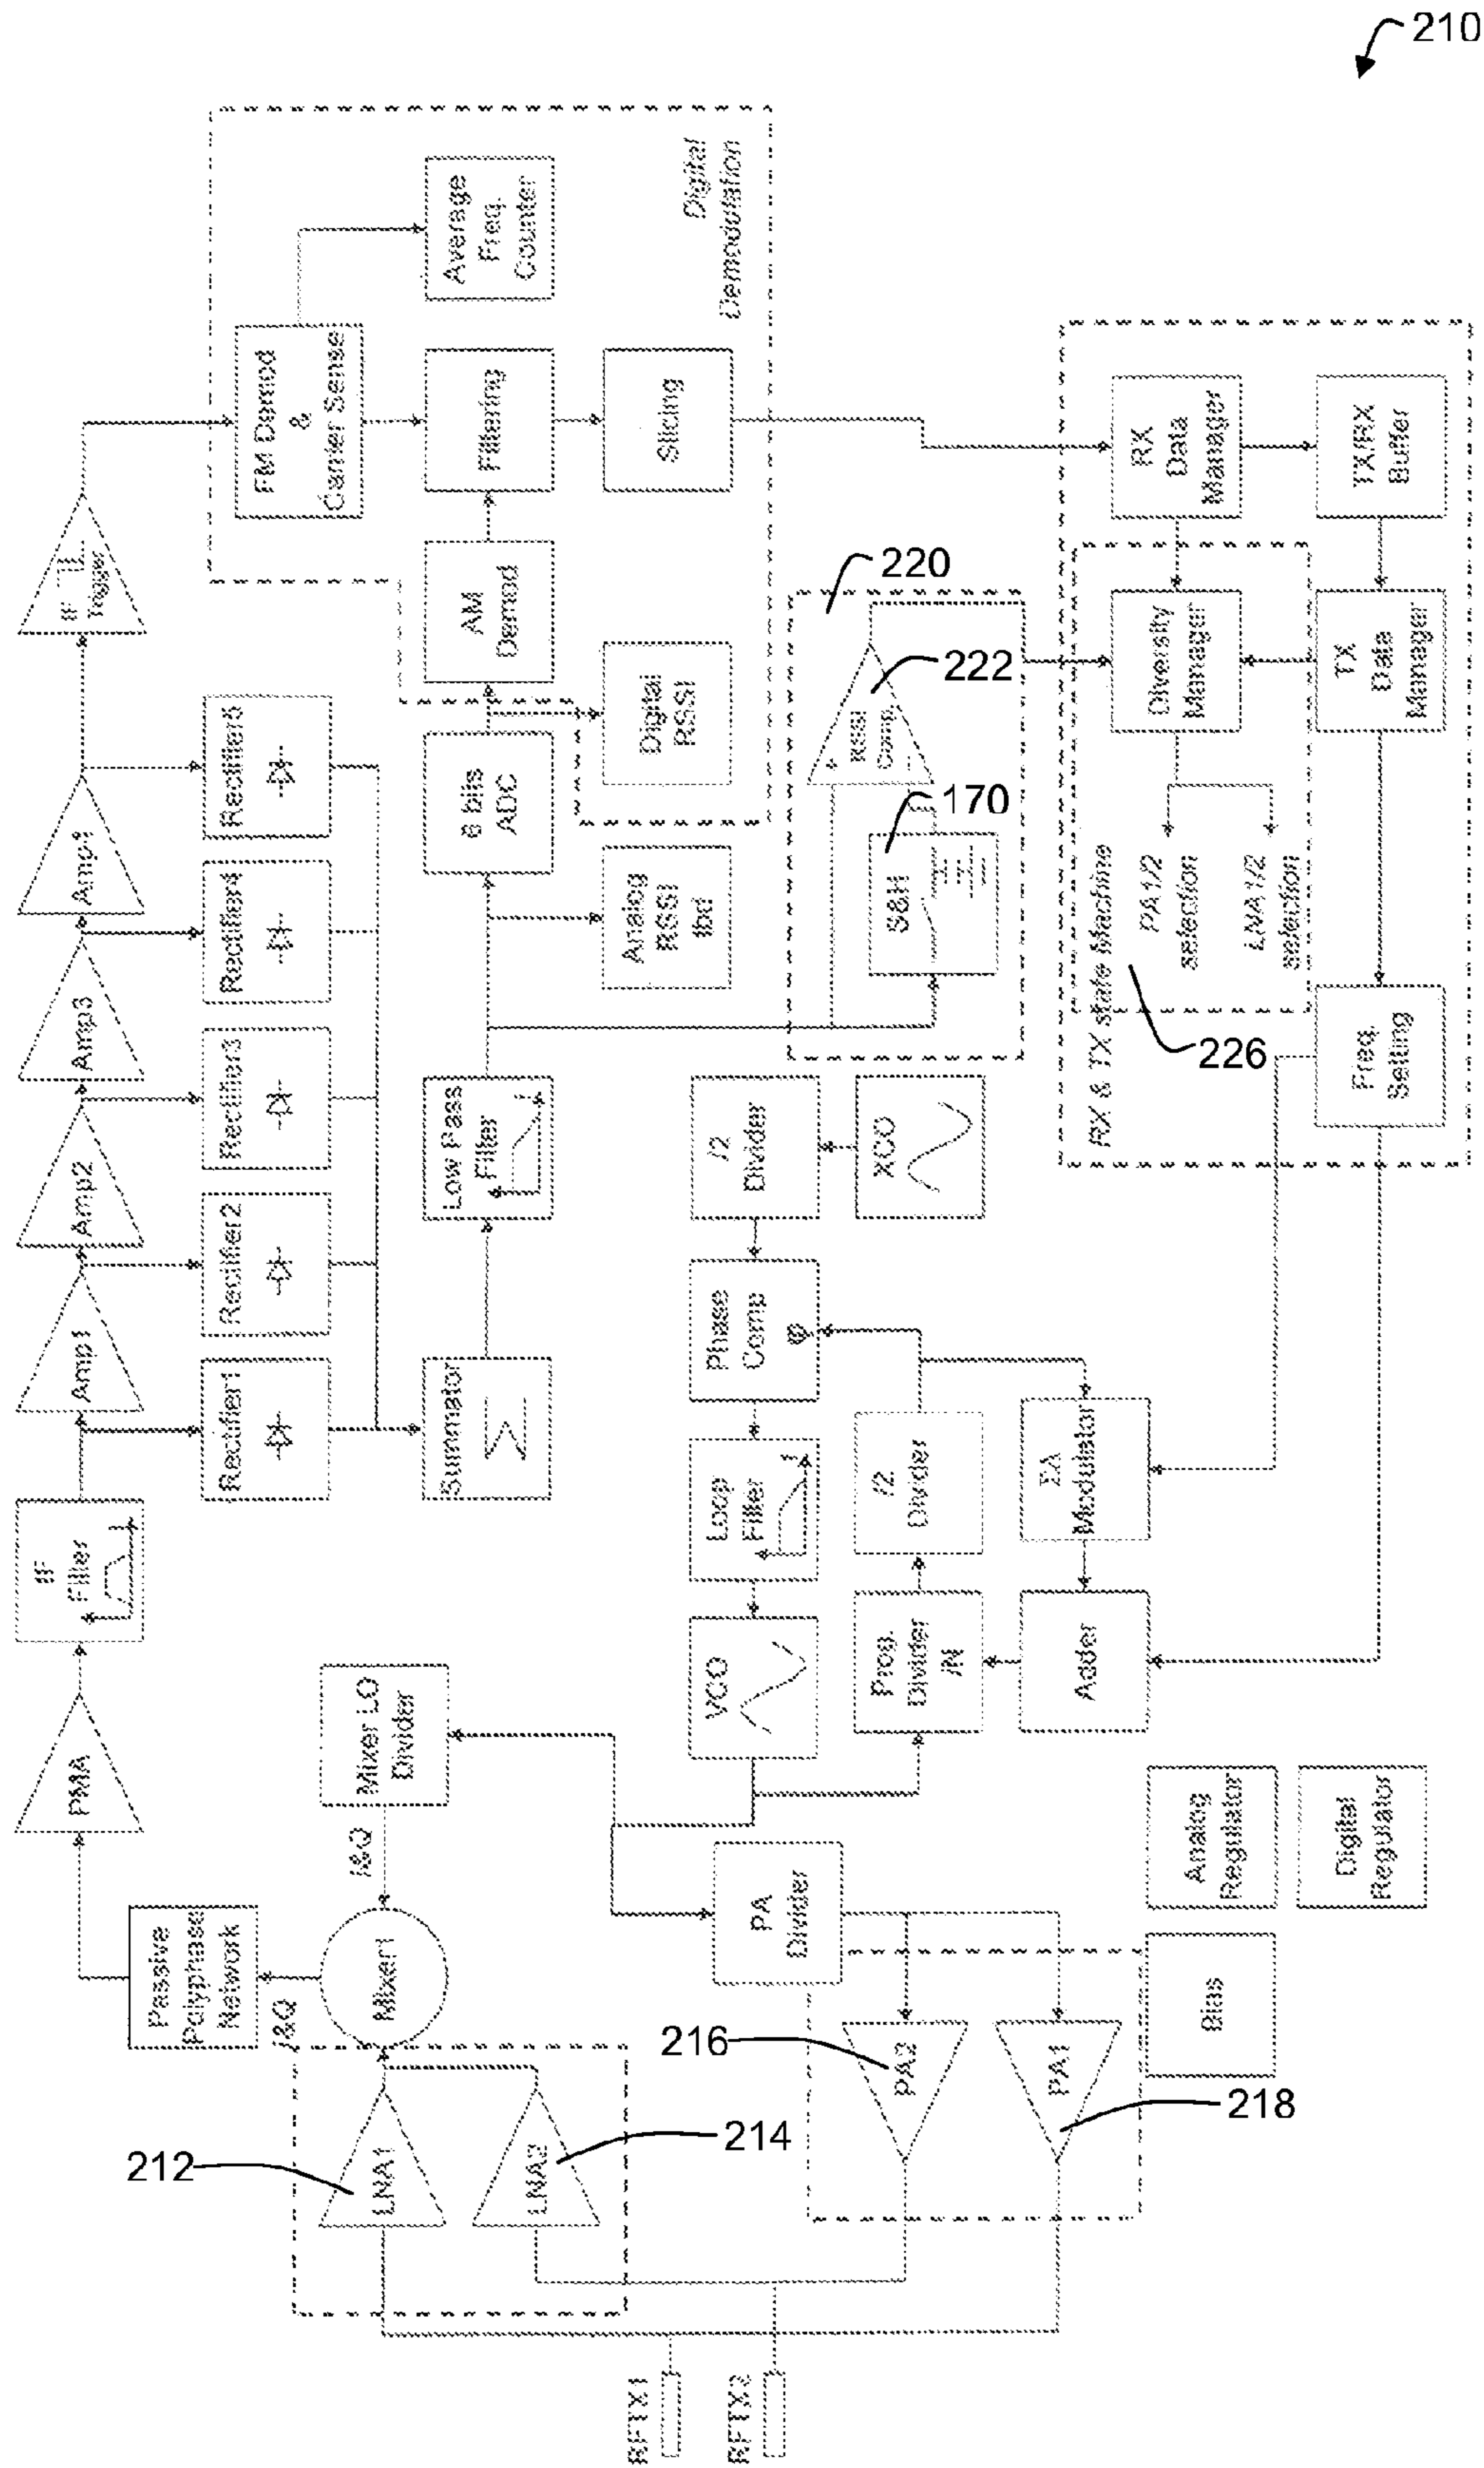 210
Digital
Demodulation
Average
Freq.
Counter
FM Demod
&
Carrier Sense
Filtering
Slicing
AM
Demod
Digital
RSSI
8 bits
ADC
Analog
RSSI
tbd
IF
Trigger
Amp1
Amp3
Amp2
Amp1
Rectifier5
Rectifier4
Rectifier3
Rectifier2
Rectifier1
Summator
Low Pass
Filter
f
IF
Filter
f
PMA
Passive
Polyphase
Network
I&Q
Mixer1
I&Q
Mixer LO
Divider
LNA1
LNA2
212
214
RFTX1
RFTX2
PA
Divider
PA2
PA1
216
218
Bias
Analog
Regulator
Digital
Regulator
VCO
Loop
Filter
f
Phase
Comp
φ
/2
Divider
XCO
Prog.
Divider
/N
/2
Divider
Adder
ΣΔ
Modulator
220
222
RSSI
Comp.
+
-
170
S&H
RX
Data
Manager
TX/RX
Buffer
Diversity
Manager
TX
Data
Manager
PA1/2
selection
LNA1/2
selection
RX & TX state Machine
226
Freq.
Setting